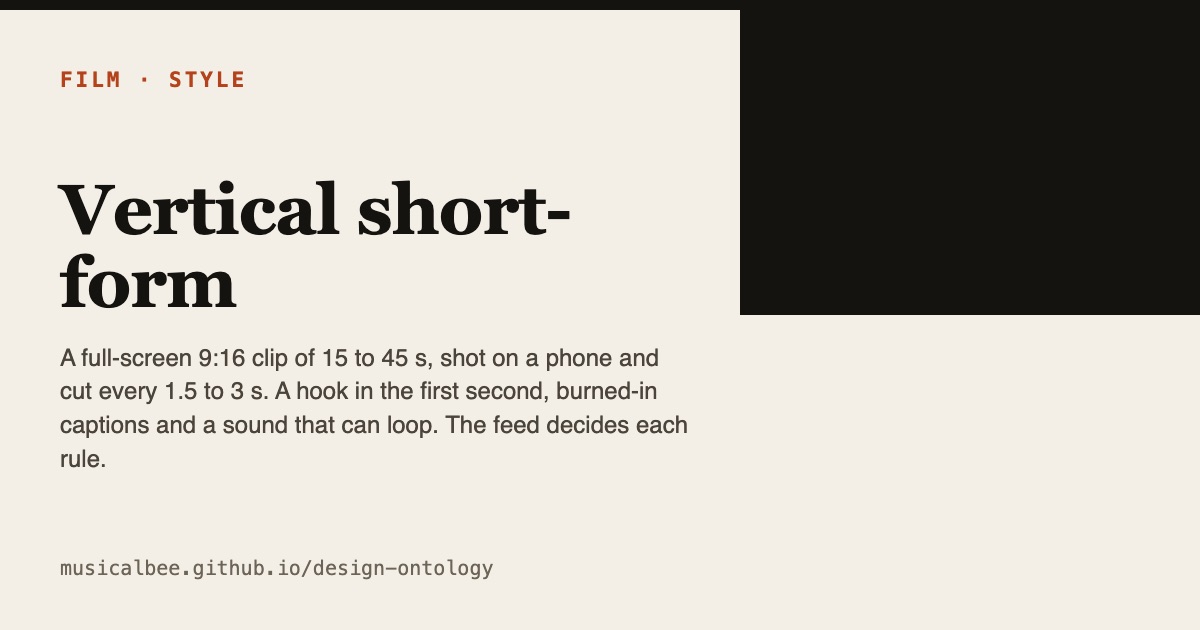 FILM · STYLE
Vertical short-
form
A full-screen 9:16 clip of 15 to 45 s, shot on a phone and
cut every 1.5 to 3 s. A hook in the first second, burned-in
captions and a sound that can loop. The feed decides each
rule.
musicalbee.github.io/design-ontology